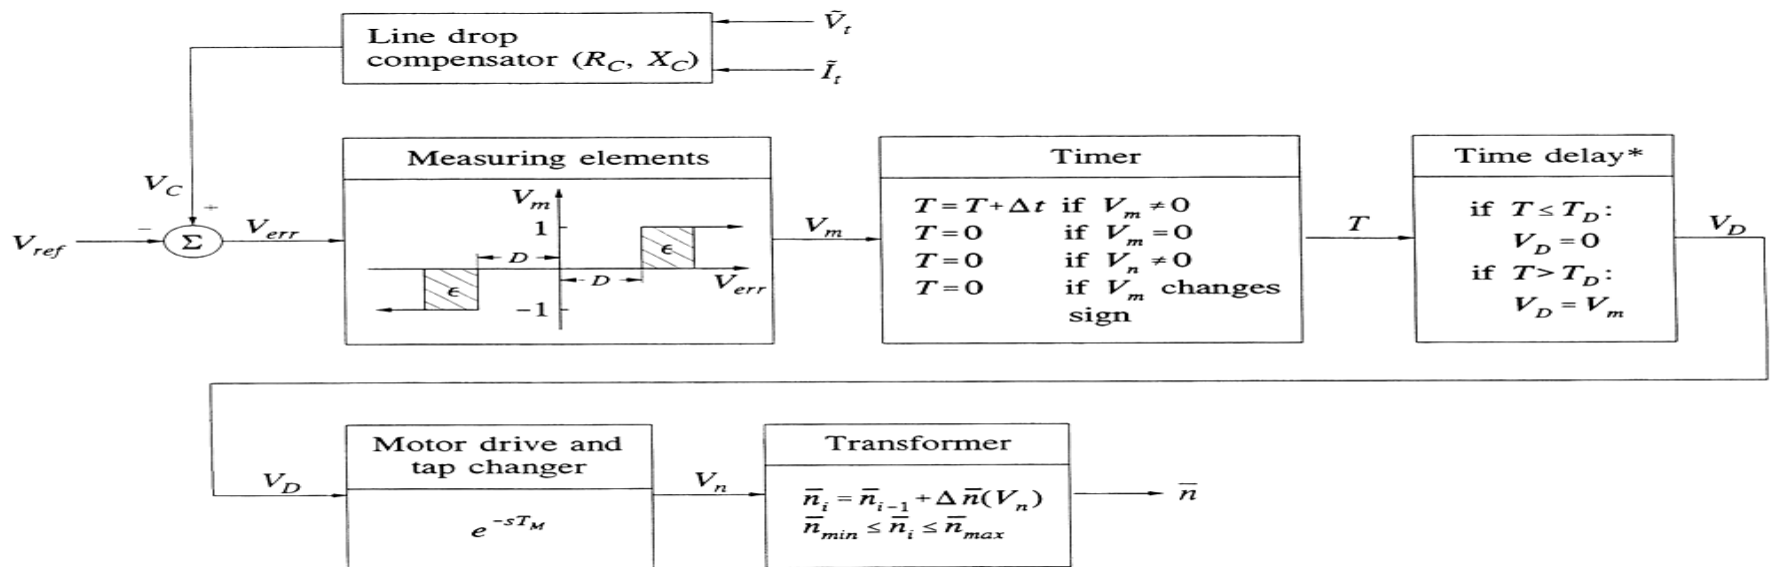 Line drop
compensator (R_C, X_C)
Ṽ_t
Ĩ_t
V_C
+
−
V_ref
Σ
V_err
Measuring elements
V_m
1
D
ϵ
D
ϵ
V_err
−1
V_m
Timer
T = T + Δt if V_m ≠ 0
T = 0 if V_m = 0
T = 0 if V_n ≠ 0
T = 0 if V_m changes
sign
T
Time delay*
if T ≤ T_D:
V_D = 0
if T > T_D:
V_D = V_m
V_D
V_D
Motor drive and
tap changer
e^{−sT_M}
V_n
Transformer
n̅_i = n̅_{i−1} + Δn̅(V_n)
n̅_min ≤ n̅_i ≤ n̅_max
n̅